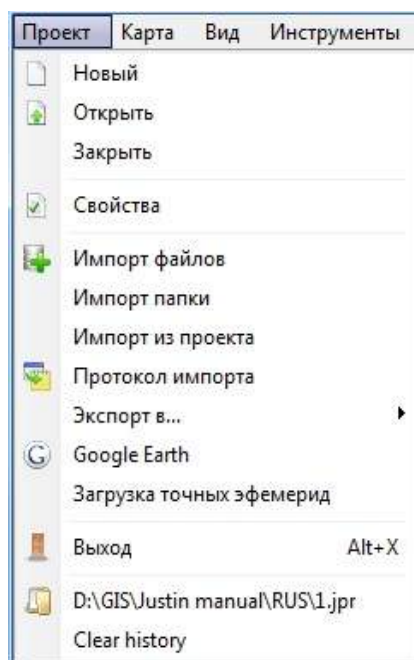 Проект Карта Вид Инструменты
Новый
Открыть
Закрыть
Свойства
Импорт файлов
Импорт папки
Импорт из проекта
Протокол импорта
Экспорт в...
Google Earth
Загрузка точных эфемерид
Выход Alt+X
D:\GIS\Justin manual\RUS\1.jpr
Clear history